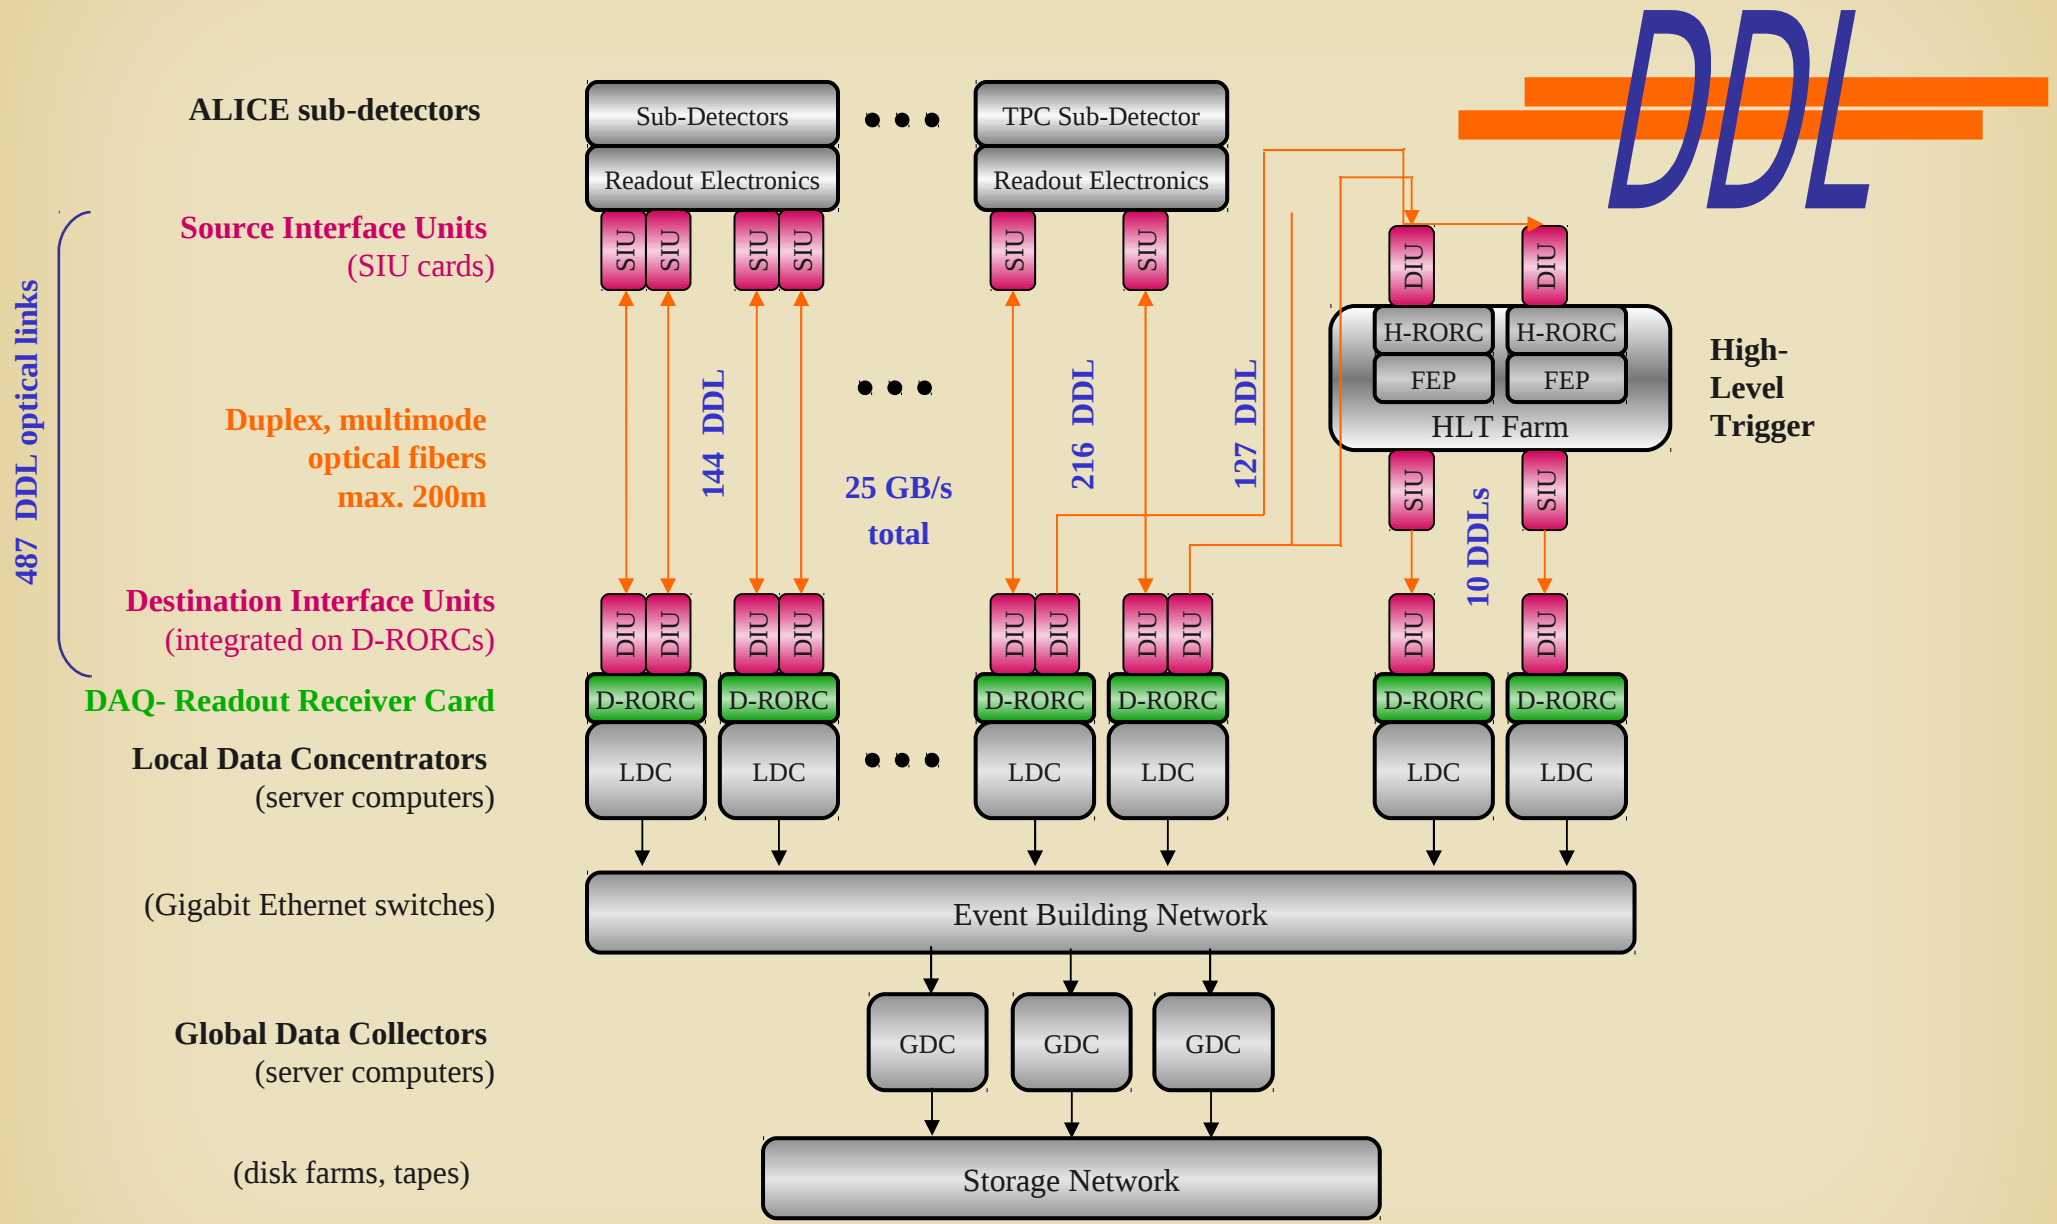 DDL
ALICE sub-detectors
Sub-Detectors
TPC Sub-Detector
Readout Electronics
Readout Electronics
Source Interface Units
(SIU cards)
SIU
SIU
SIU
SIU
SIU
SIU
DIU
DIU
H-RORC
H-RORC
FEP
FEP
HLT Farm
High-
Level
Trigger
487 DDL optical links
Duplex, multimode
optical fibers
max. 200m
144 DDL
25 GB/s
total
216 DDL
127 DDL
SIU
SIU
10 DDLs
Destination Interface Units
(integrated on D-RORCs)
DIU
DIU
DIU
DIU
DIU
DIU
DIU
DIU
DIU
DIU
DAQ- Readout Receiver Card
D-RORC
D-RORC
D-RORC
D-RORC
D-RORC
D-RORC
Local Data Concentrators
(server computers)
LDC
LDC
LDC
LDC
LDC
LDC
(Gigabit Ethernet switches)
Event Building Network
Global Data Collectors
(server computers)
GDC
GDC
GDC
(disk farms, tapes)
Storage Network